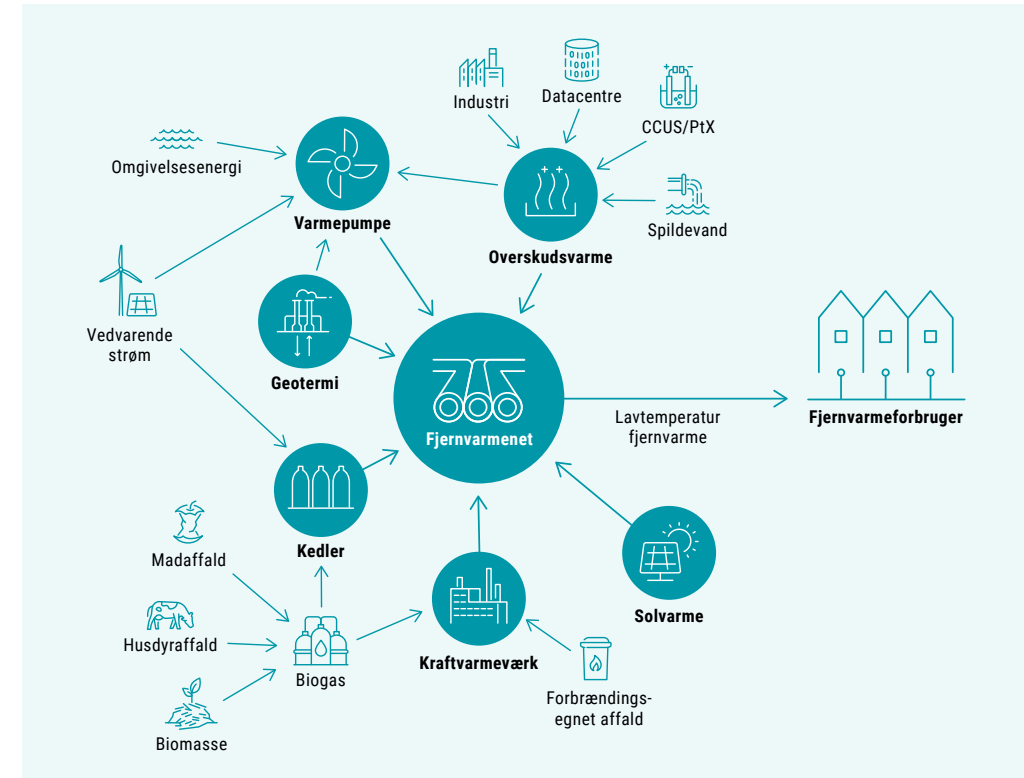 Industri
Datacentre
CCUS/PtX
Omgivelsesenergi
Varmepumpe
Spildevand
Overskudsvarme
Vedvarende
strøm
Geotermi
Fjernvarmenet
Lavtemperatur
fjernvarme
Fjernvarmeforbruger
Kedler
Madaffald
Solvarme
Husdyraffald
Biogas
Kraftvarmeværk
Forbrændings-
egnet affald
Biomasse